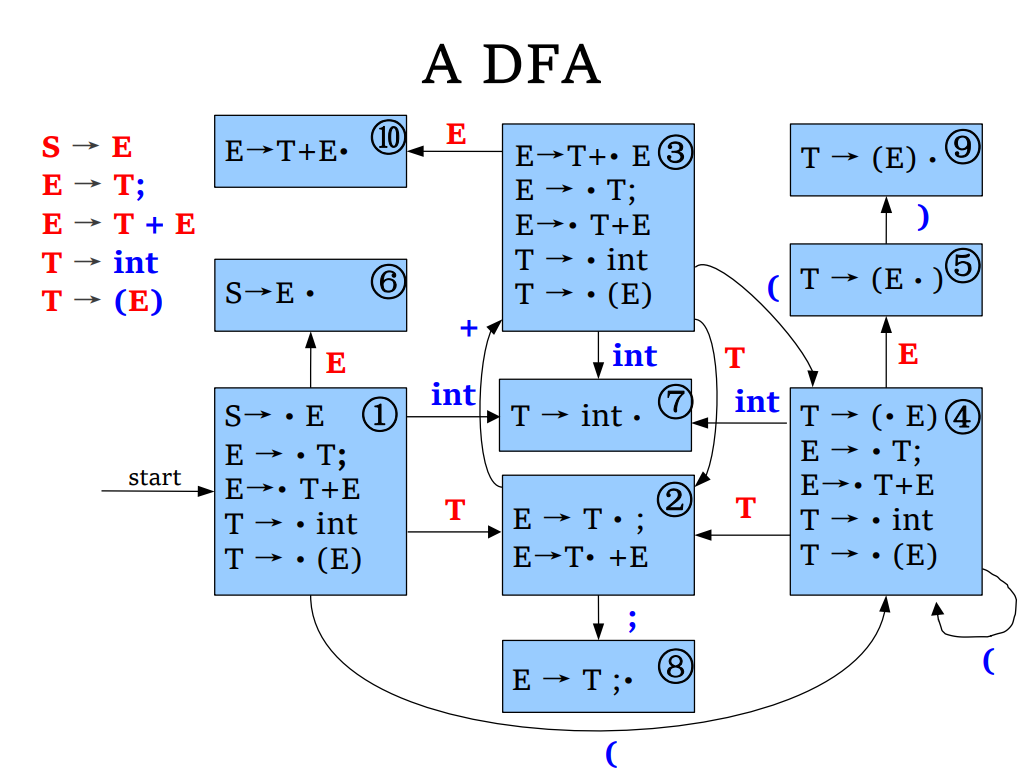 A DFA
S → E
E → T;
E → T + E
T → int
T → (E)
E→T+E· ⑩
E
E→T+· E ③
E → · T;
E→· T+E
T → · int
T → · (E)
T → (E) · ⑨
)
T → (E · ) ⑤
(
S→E · ⑥
+
E
int
T
E
int
T → int · ⑦
int
S→ · E ①
E → · T;
E→· T+E
T → · int
T → · (E)
start
T
E → T · ; ②
E→T· +E
T
T → (· E) ④
E → · T;
E→· T+E
T → · int
T → · (E)
;
E → T ;· ⑧
(
(